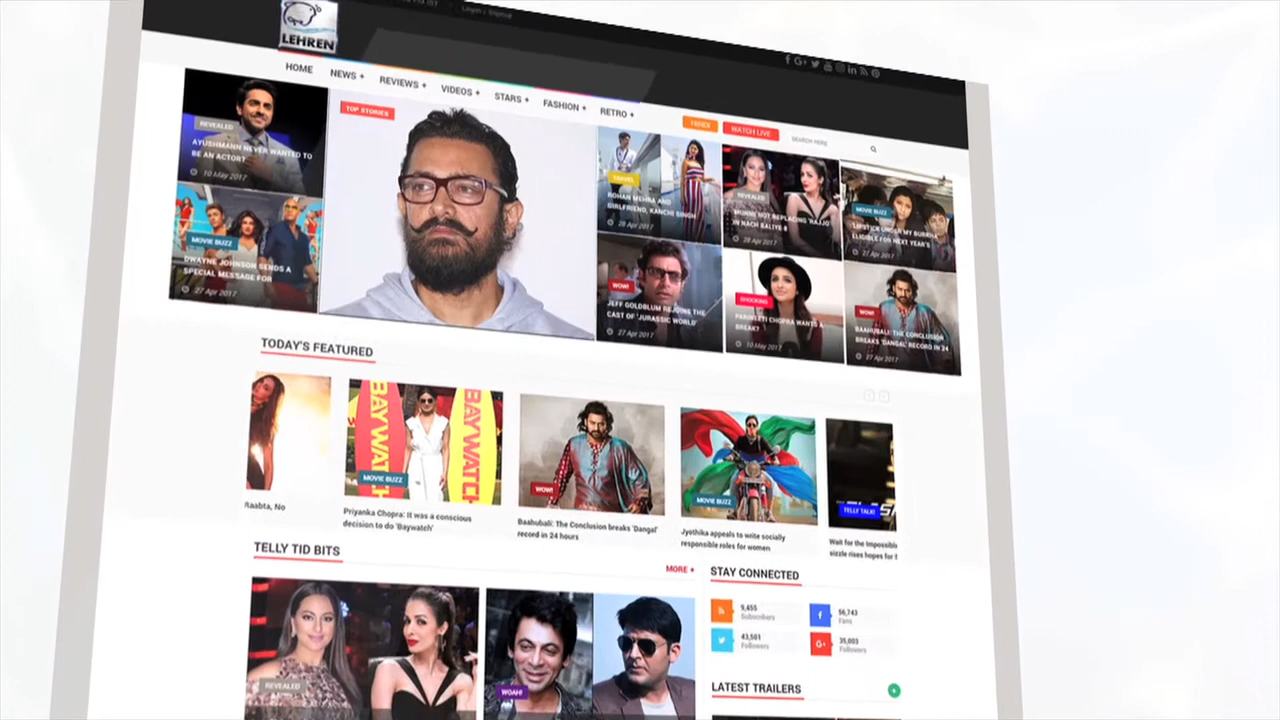 LEHREN
HOME
NEWS +
REVIEWS +
VIDEOS +
STARS +
FASHION +
RETRO +
HINDI
WATCH LIVE
SEARCH HERE
REVEALED
AYUSHMANN NEVER WANTED TO
BE AN ACTOR?
10 May 2017
MOVIE BUZZ
DWAYNE JOHNSON SENDS A
SPECIAL MESSAGE FOR
27 Apr 2017
TOP STORIES
TRAVEL
ROHAN MEHRA AND
GIRLFRIEND, KANCHI SINGH
28 Apr 2017
REVEALED
NOT REPLACING
IN NACH BALIYE 8
28 Apr 2017
MOVIE BUZZ
LIPSTICK UNDER MY BURKHA'
ELIGIBLE FOR NEXT YEAR'S
27 Apr 2017
WOW!
JEFF GOLDBLUM REJOINS THE
CAST OF 'JURASSIC WORLD'
27 Apr 2017
SHOCKING
PARINEETI CHOPRA WANTS A
BREAK?
10 May 2017
WOW!
BAAHUBALI: THE CONCLUSION
BREAKS 'DANGAL' RECORD IN 24
27 Apr 2017
TODAY'S FEATURED
Raabta, No
BAYWATCH
BAYWATCH
MOVIE BUZZ
Priyanka Chopra: It was a conscious
decision to do 'Baywatch'
WOW!
Baahubali: The Conclusion breaks 'Dangal'
record in 24 hours
MOVIE BUZZ
Jyothika appeals to write socially
responsible roles for women
TELLY TALK!
Wait for the Impossible
sizzle rises hopes for
TELLY TID BITS
MORE +
REVEALED
WOAH!
STAY CONNECTED
9,455
Subscribers
56,743
Fans
43,501
Followers
35,003
Followers
LATEST TRAILERS